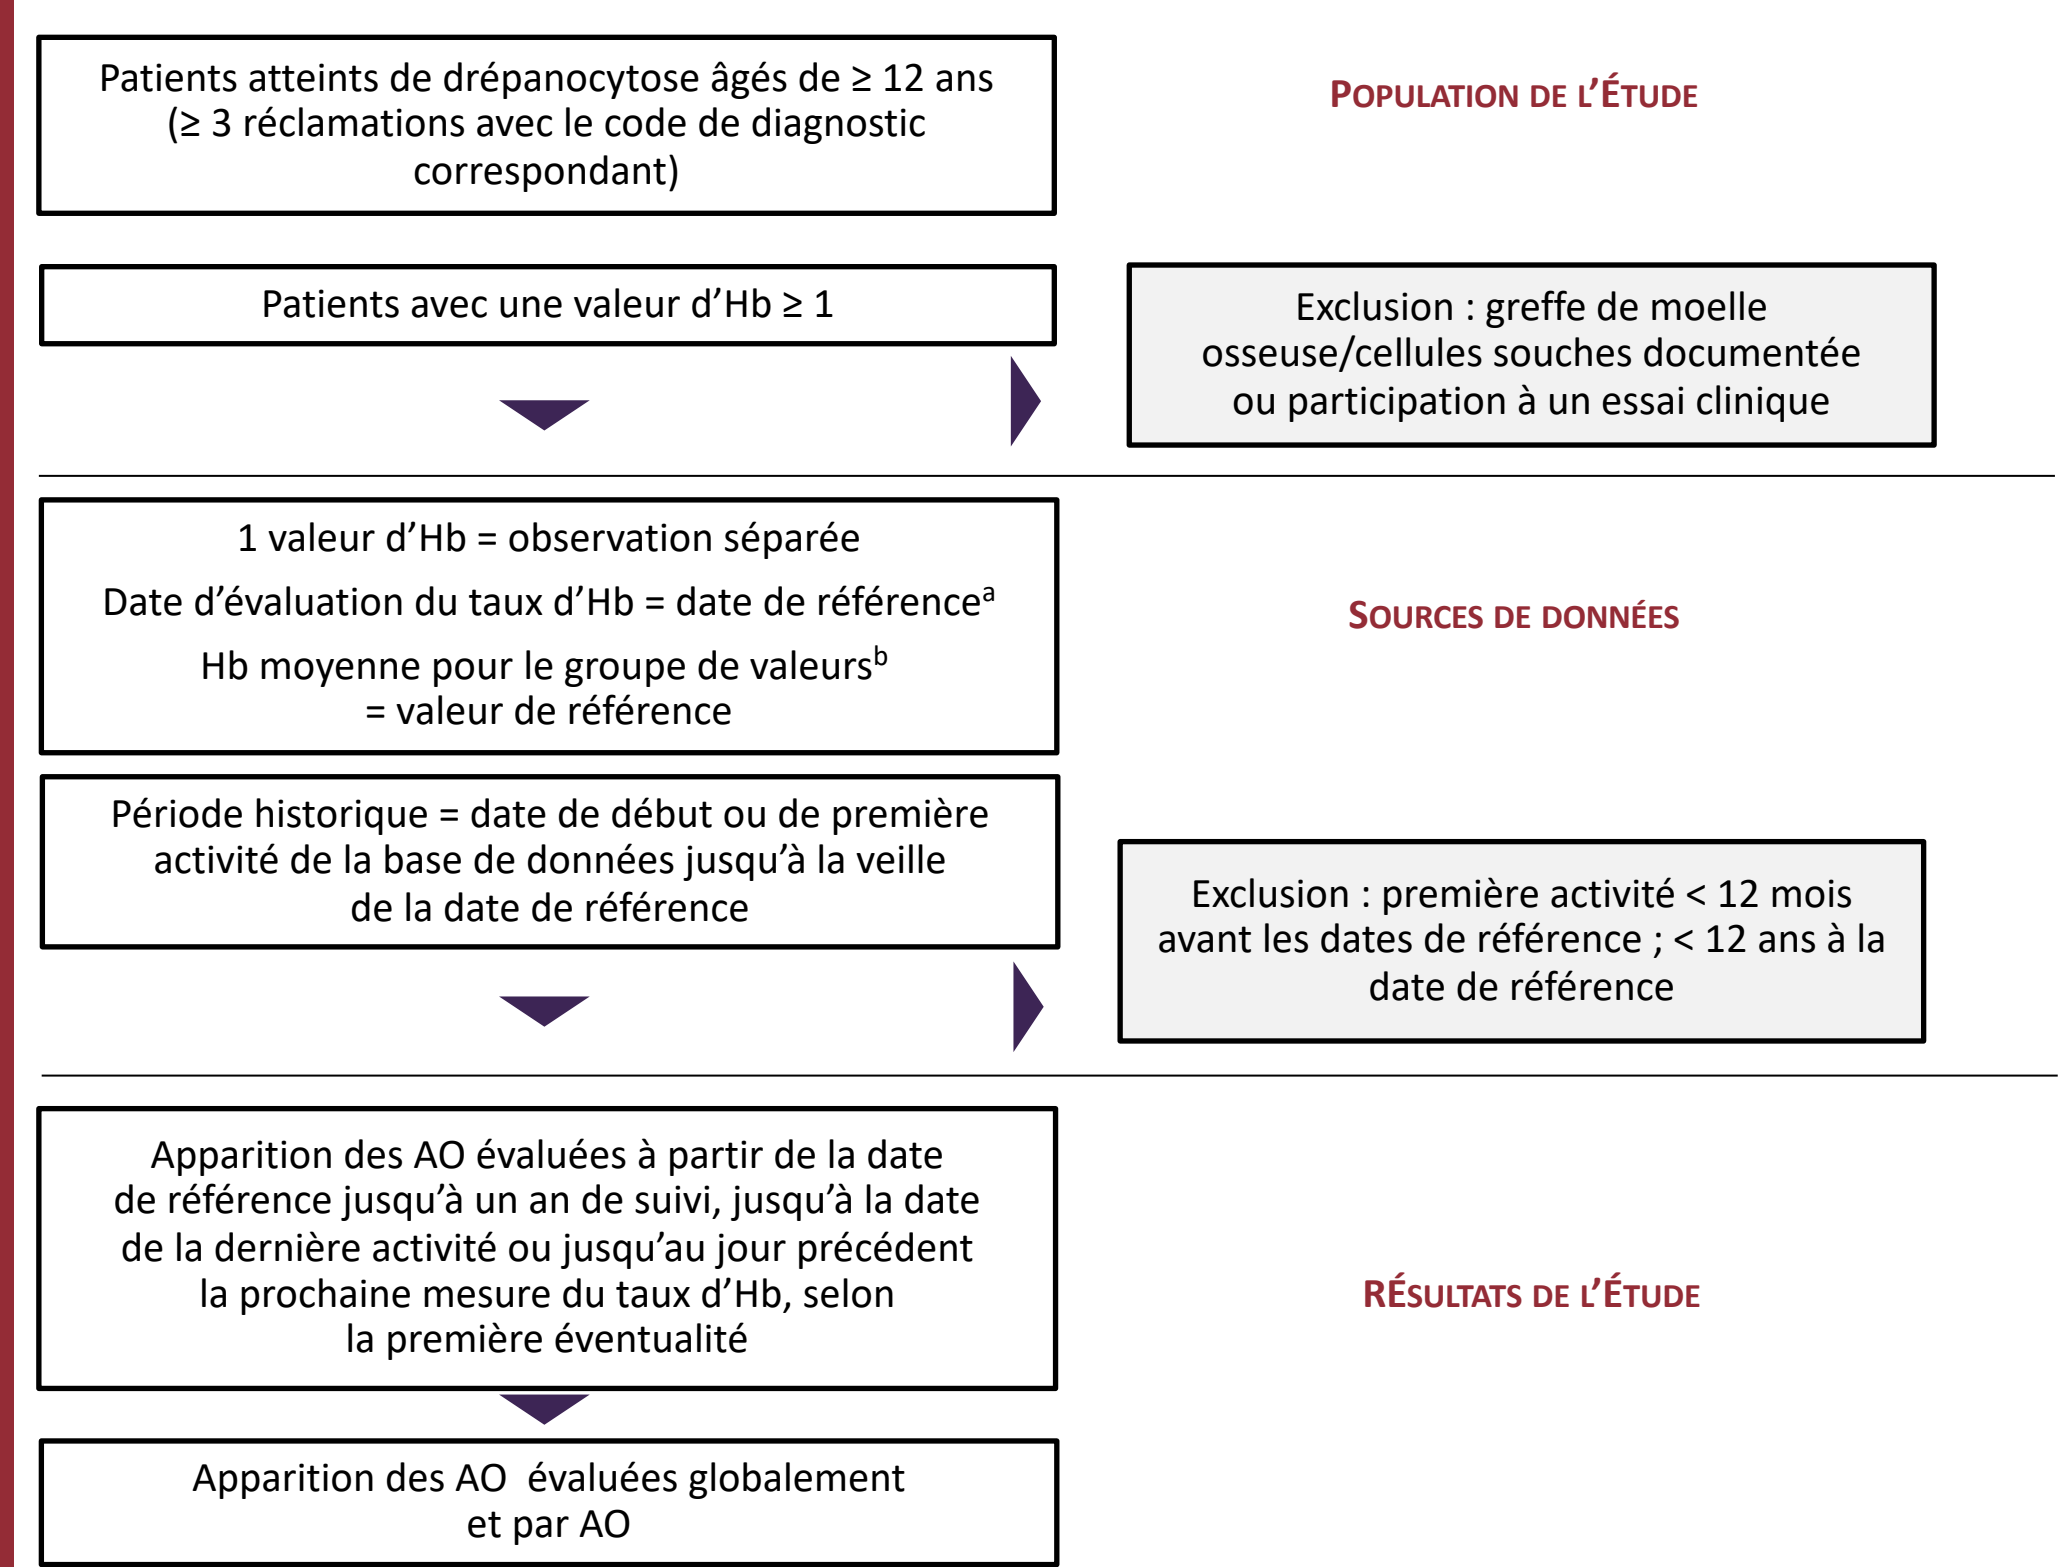 Patients atteints de drépanocytose âgés de ≥ 12 ans
(≥ 3 réclamations avec le code de diagnostic
correspondant)
POPULATION DE L’ÉTUDE
Patients avec une valeur d’Hb ≥ 1
Exclusion : greffe de moelle
osseuse/cellules souches documentée
ou participation à un essai clinique
1 valeur d’Hb = observation séparée
Date d’évaluation du taux d’Hb = date de référenceᵃ
Hb moyenne pour le groupe de valeursᵇ
= valeur de référence
SOURCES DE DONNÉES
Période historique = date de début ou de première
activité de la base de données jusqu’à la veille
de la date de référence
Exclusion : première activité < 12 mois
avant les dates de référence ; < 12 ans à la
date de référence
Apparition des AO évaluées à partir de la date
de référence jusqu’à un an de suivi, jusqu’à la date
de la dernière activité ou jusqu’au jour précédent
la prochaine mesure du taux d’Hb, selon
la première éventualité
RÉSULTATS DE L’ÉTUDE
Apparition des AO  évaluées globalement
et par AO